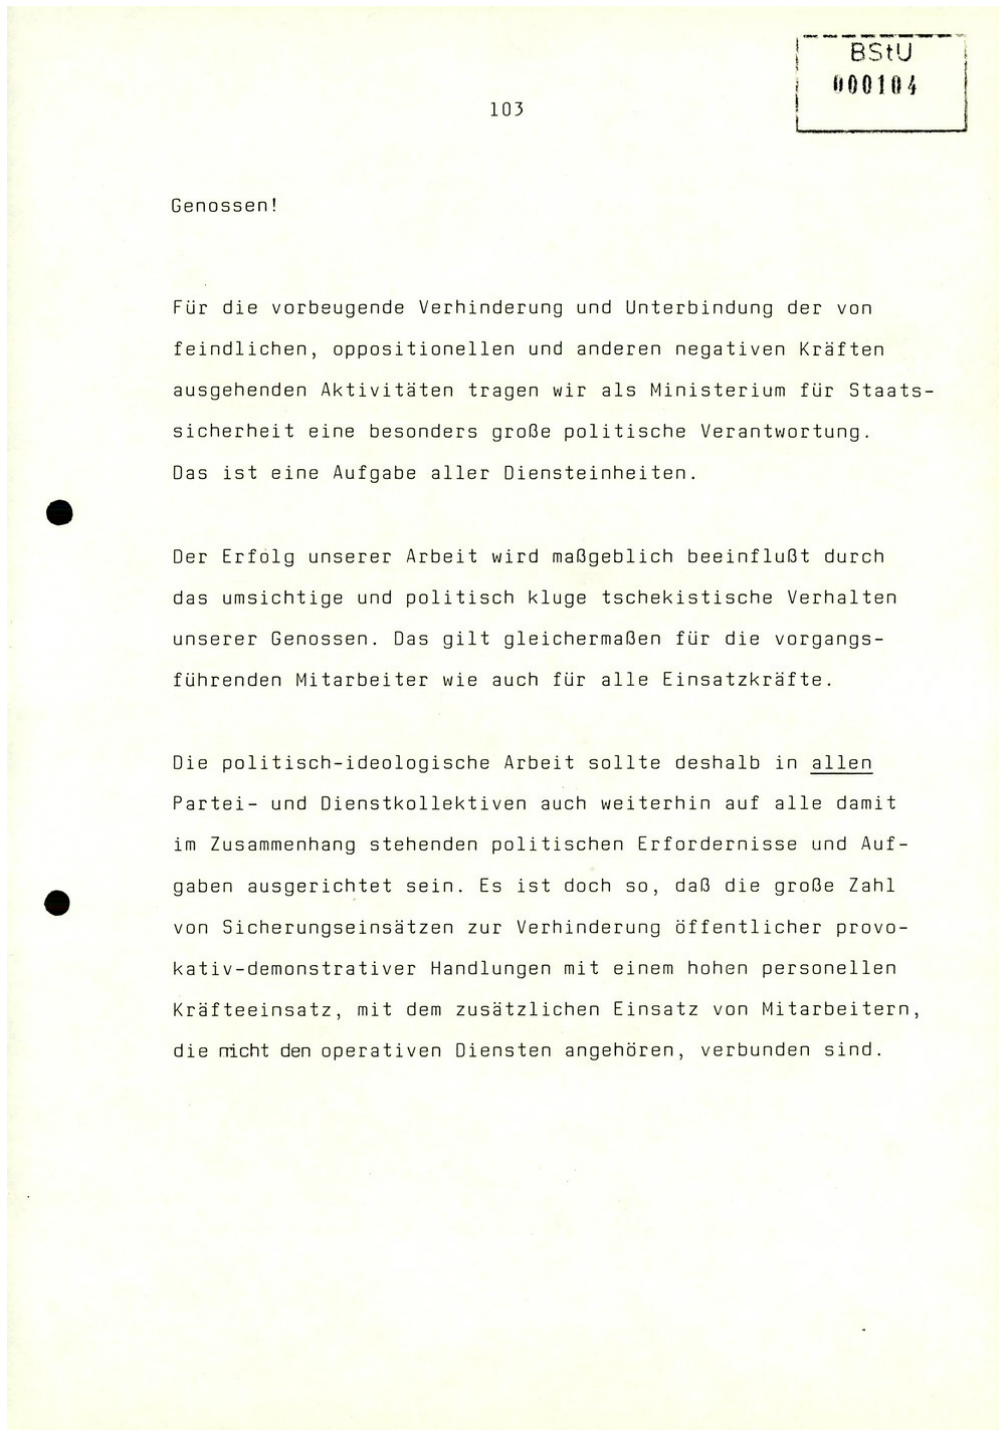 BStU
000104
103
Genossen!
Für die vorbeugende Verhinderung und Unterbindung der von
feindlichen, oppositionellen und anderen negativen Kräften
ausgehenden Aktivitäten tragen wir als Ministerium für Staats-
sicherheit eine besonders große politische Verantwortung.
Das ist eine Aufgabe aller Diensteinheiten.
Der Erfolg unserer Arbeit wird maßgeblich beeinflußt durch
das umsichtige und politisch kluge tschekistische Verhalten
unserer Genossen. Das gilt gleichermaßen für die vorgangs-
führenden Mitarbeiter wie auch für alle Einsatzkräfte.
Die politisch-ideologische Arbeit sollte deshalb in allen
Partei- und Dienstkollektiven auch weiterhin auf alle damit
im Zusammenhang stehenden politischen Erfordernisse und Auf-
gaben ausgerichtet sein. Es ist doch so, daß die große Zahl
von Sicherungseinsätzen zur Verhinderung öffentlicher provo-
kativ-demonstrativer Handlungen mit einem hohen personellen
Kräfteeinsatz, mit dem zusätzlichen Einsatz von Mitarbeitern,
die nicht den operativen Diensten angehören, verbunden sind.